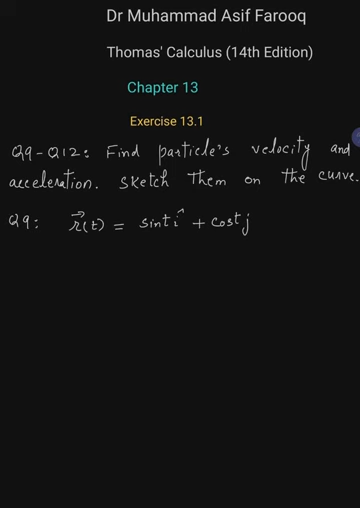 Dr Muhammad Asif Farooq
Thomas' Calculus (14th Edition)
Chapter 13
Exercise 13.1
Q9-Q12: Find particle's velocity and
acceleration. Sketch them on the curve.
Q9: r⃗(t) = sint î + cost j